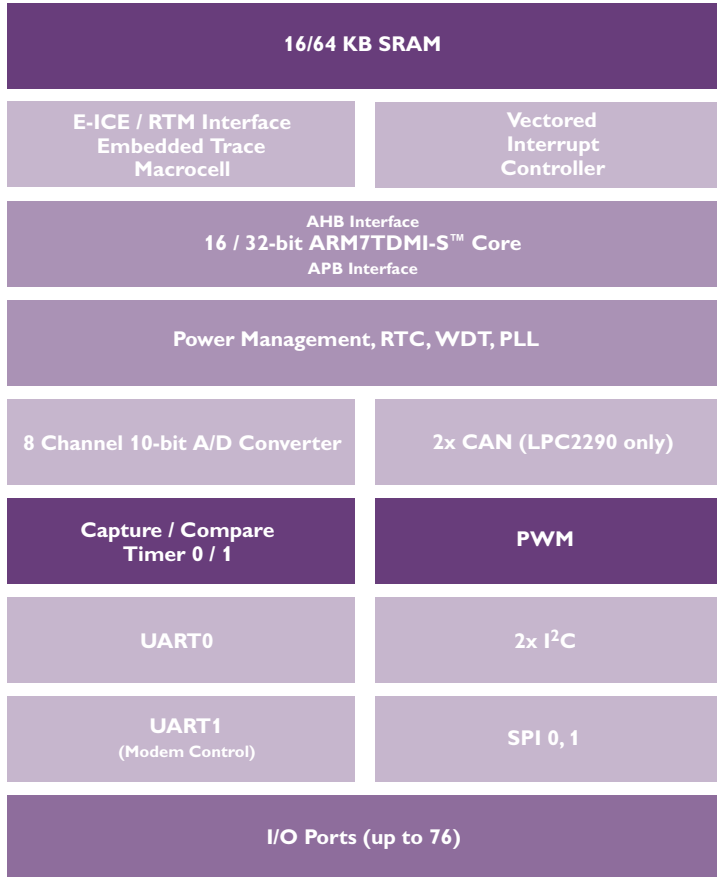 16/64 KB SRAM
E-ICE / RTM Interface
Embedded Trace
Macrocell
Vectored
Interrupt
Controller
AHB Interface
16 / 32-bit ARM7TDMI-S™ Core
APB Interface
Power Management, RTC, WDT, PLL
8 Channel 10-bit A/D Converter
2x CAN (LPC2290 only)
Capture / Compare
Timer 0 / 1
PWM
UART0
2x I²C
UART1
(Modem Control)
SPI 0, 1
I/O Ports (up to 76)